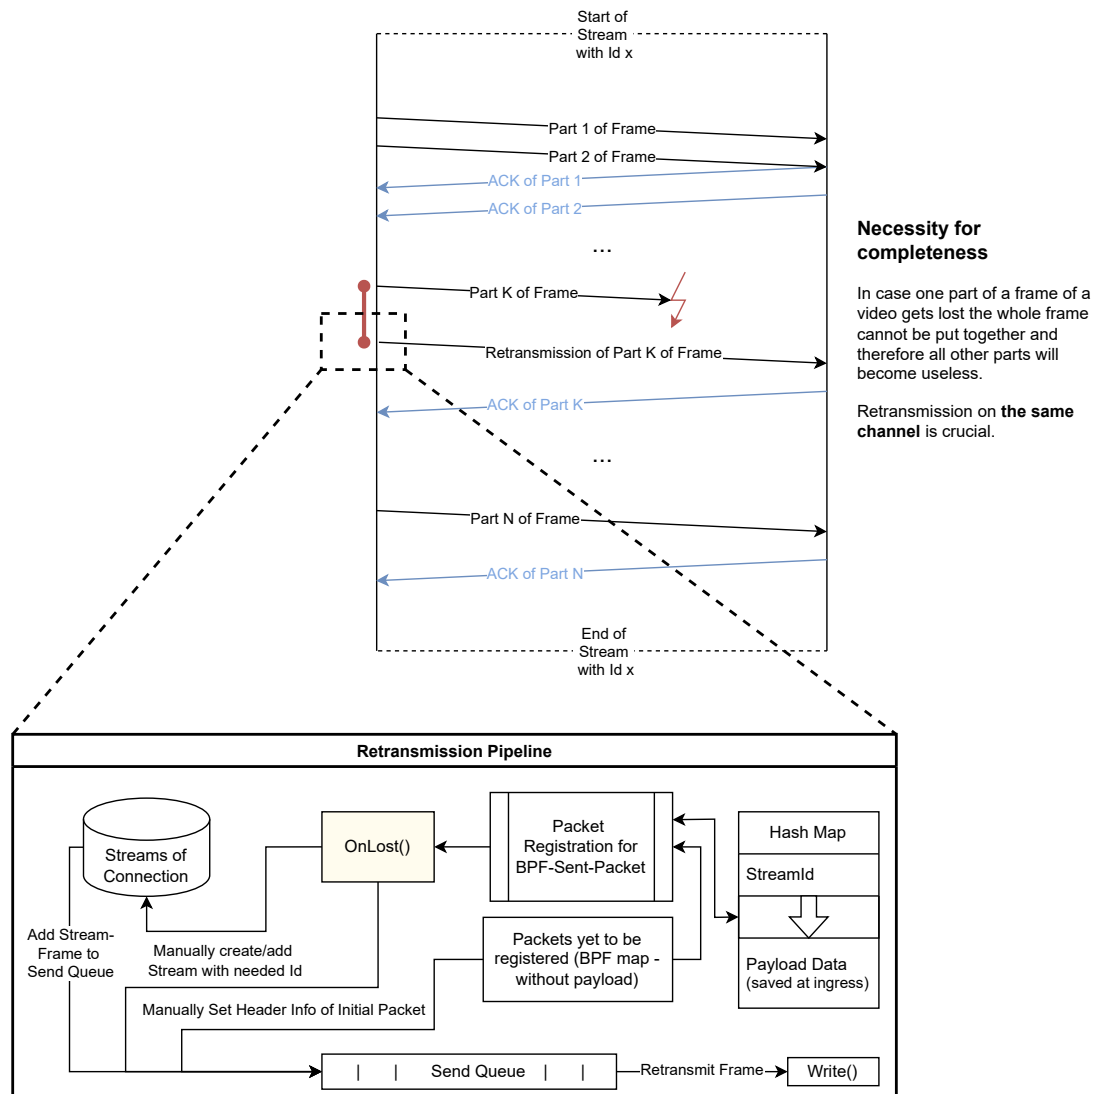 Start of
Stream
with Id x
Part 1 of Frame
Part 2 of Frame
ACK of Part 1
ACK of Part 2
...
Part K of Frame
Retransmission of Part K of Frame
ACK of Part K
...
Part N of Frame
ACK of Part N
End of
Stream
with Id x
Necessity for
completeness
In case one part of a frame of a
video gets lost the whole frame
cannot be put together and
therefore all other parts will
become useless.
Retransmission on the same
channel is crucial.
Retransmission Pipeline
Streams of
Connection
OnLost()
Packet
Registration for
BPF-Sent-Packet
Hash Map
StreamId
Payload Data
(saved at ingress)
Add Stream-
Frame to
Send Queue
Manually create/add
Stream with needed Id
Packets yet to be
registered (BPF map -
without payload)
Manually Set Header Info of Initial Packet
| | Send Queue | |
Retransmit Frame
Write()